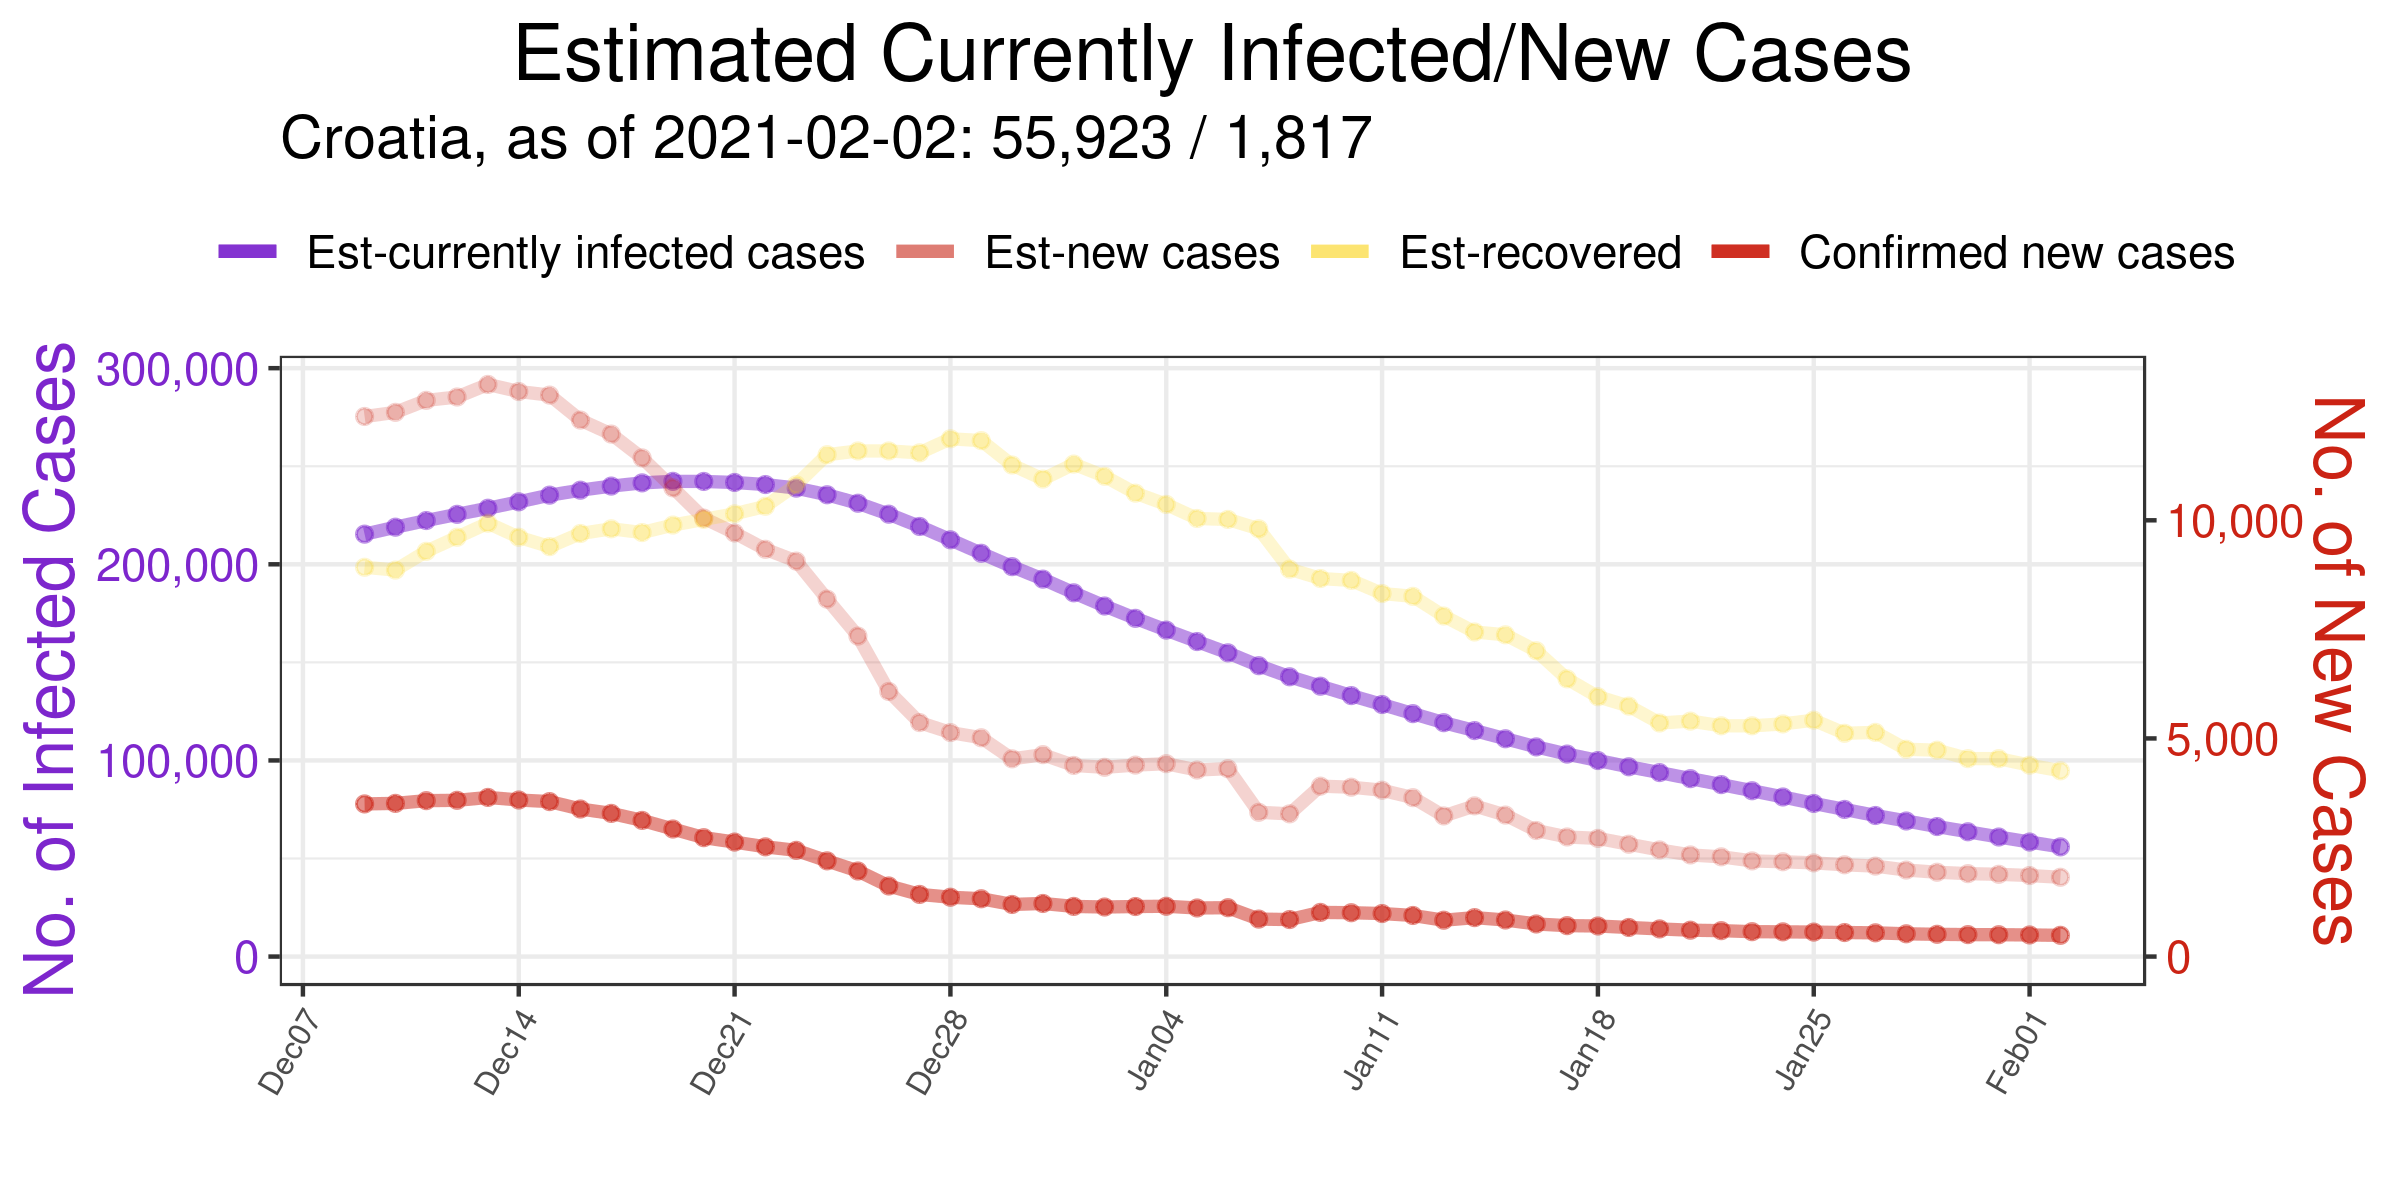 Estimated Currently Infected/New Cases
Croatia, as of 2021-02-02: 55,923 / 1,817
Est-currently infected cases Est-new cases Est-recovered Confirmed new cases
No. of Infected Cases
300,000
200,000
100,000
0
10,000
5,000
0
No. of New Cases
Dec07 Dec14 Dec21 Dec28 Jan04 Jan11 Jan18 Jan25 Feb01